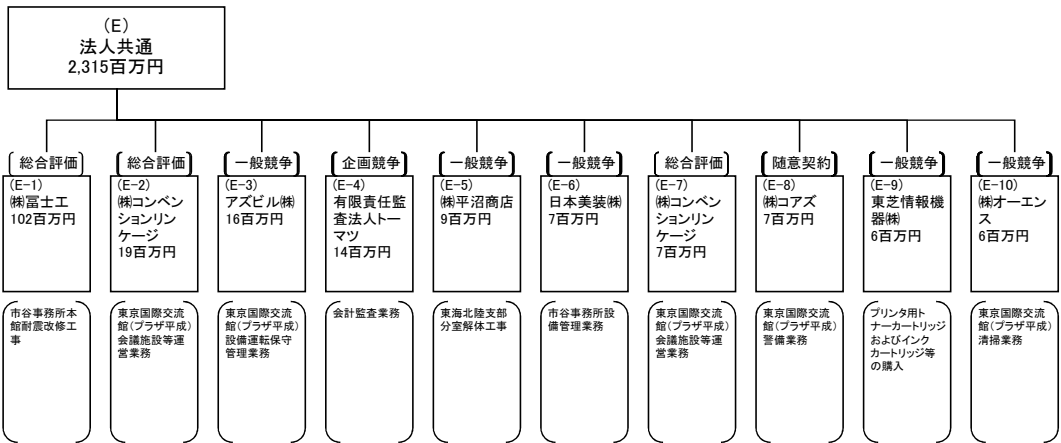 (E)
法人共通
2,315百万円
総合評価
総合評価
一般競争
企画競争
一般競争
一般競争
総合評価
随意契約
一般競争
一般競争
(E-1)
㈱冨士工
102百万円
(E-2)
㈱コンベン
ションリン
ケージ
19百万円
(E-3)
アズビル㈱
16百万円
(E-4)
有限責任監
査法人トー
マツ
14百万円
(E-5)
㈱平沼商店
9百万円
(E-6)
日本美装㈱
7百万円
(E-7)
㈱コンベン
ションリン
ケージ
7百万円
(E-8)
㈱コアズ
7百万円
(E-9)
東芝情報機
器㈱
6百万円
(E-10)
㈱オーエン
ス
6百万円
市谷事務所本
館耐震改修工
事
東京国際交流
館(プラザ平成)
会議施設等運
営業務
東京国際交流
館(プラザ平成)
設備運転保守
管理業務
会計監査業務
東海北陸支部
分室解体工事
市谷事務所設
備管理業務
東京国際交流
館(プラザ平成)
会議施設等運
営業務
東京国際交流
館(プラザ平成)
警備業務
プリンタ用ト
ナーカートリッジ
およびインク
カートリッジ等
の購入
東京国際交流
館(プラザ平成)
清掃業務